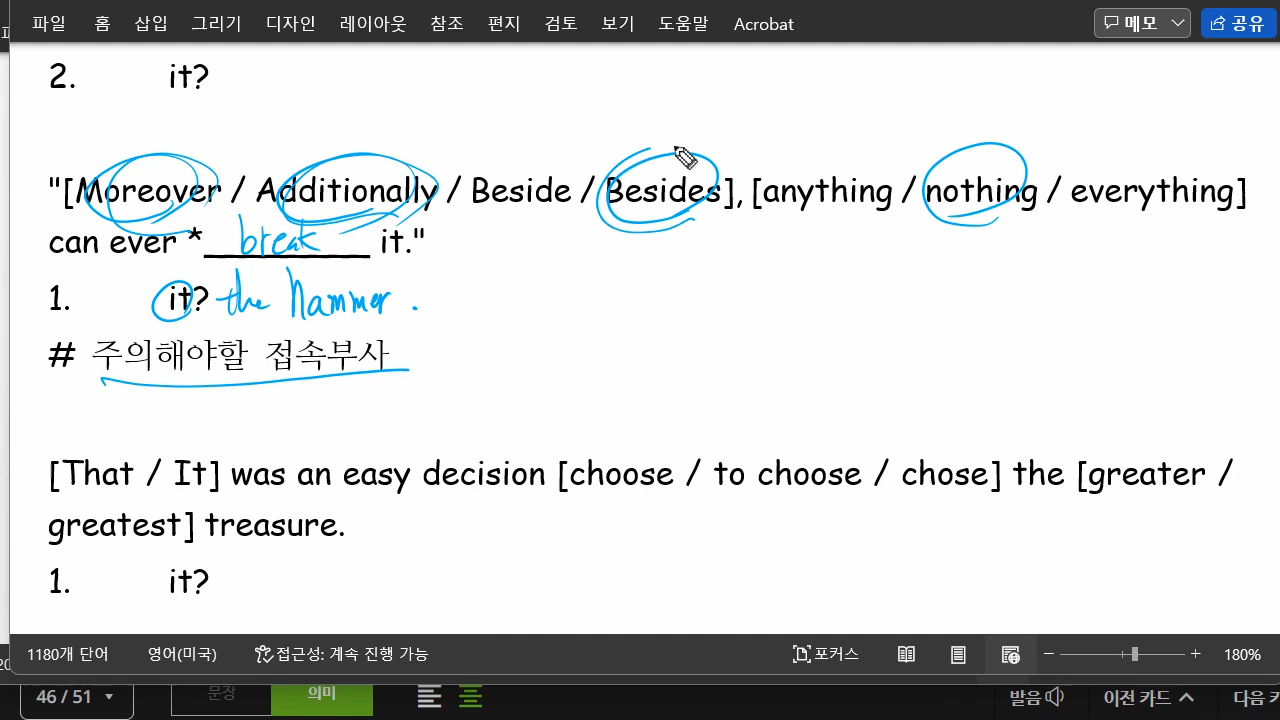 파일 홈 삽입 그리기 디자인 레이아웃 참조 편지 검토 보기 도움말 Acrobat 메모 공유
2. it?
"[Moreover / Additionally / Beside / Besides], [anything / nothing / everything]
can ever *break it."
1. it? the hammer.
# 주의해야할 접속부사
[That / It] was an easy decision [choose / to choose / chose] the [greater /
greatest] treasure.
1. it?
1180개 단어 영어(미국) 접근성: 계속 진행 가능 포커스 180%
46 / 51 문장 의미 발음 이전 카드 다음